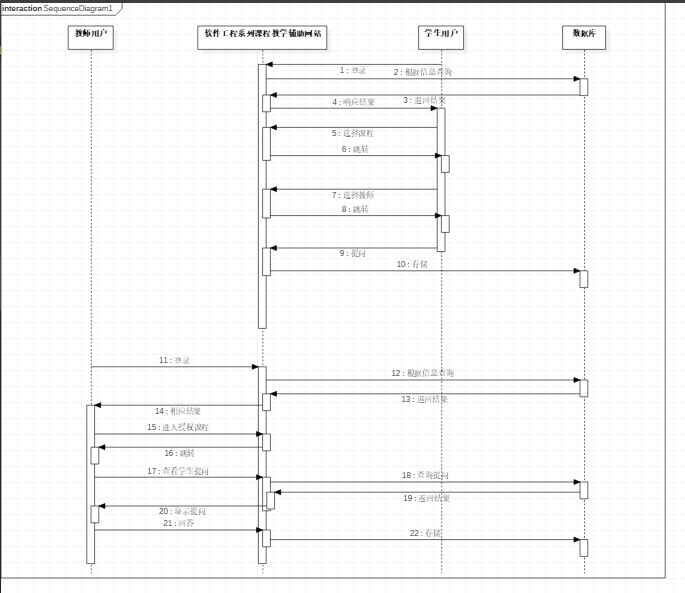 interaction SequenceDiagram1
教师用户
软件工程系列课程教学辅助网站
学生用户
数据库
1 : 登录
2 : 根据信息查询
3 : 返回结果
4 : 响应结果
5 : 选择课程
6 : 跳转
7 : 选择教师
8 : 跳转
9 : 提问
10 : 存储
11 : 登录
12 : 根据信息查询
13 : 返回结果
14 : 相应结果
15 : 进入授权课程
16 : 跳转
17 : 查看学生提问
18 : 查询提问
19 : 返回结果
20 : 显示提问
21 : 回答
22 : 存储